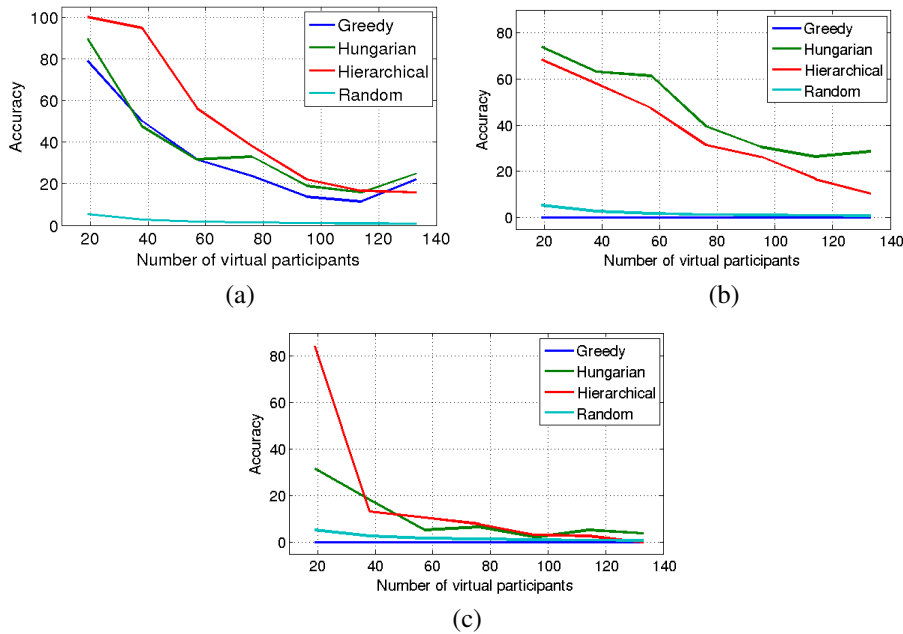 100
80
60
40
20
0
Accuracy
Greedy
Hungarian
Hierarchical
Random
20 40 60 80 100 120 140
Number of virtual participants
(a)
80
60
40
20
0
Accuracy
Greedy
Hungarian
Hierarchical
Random
20 40 60 80 100 120 140
Number of virtual participants
(b)
80
60
40
20
0
Accuracy
Greedy
Hungarian
Hierarchical
Random
20 40 60 80 100 120 140
Number of virtual participants
(c)